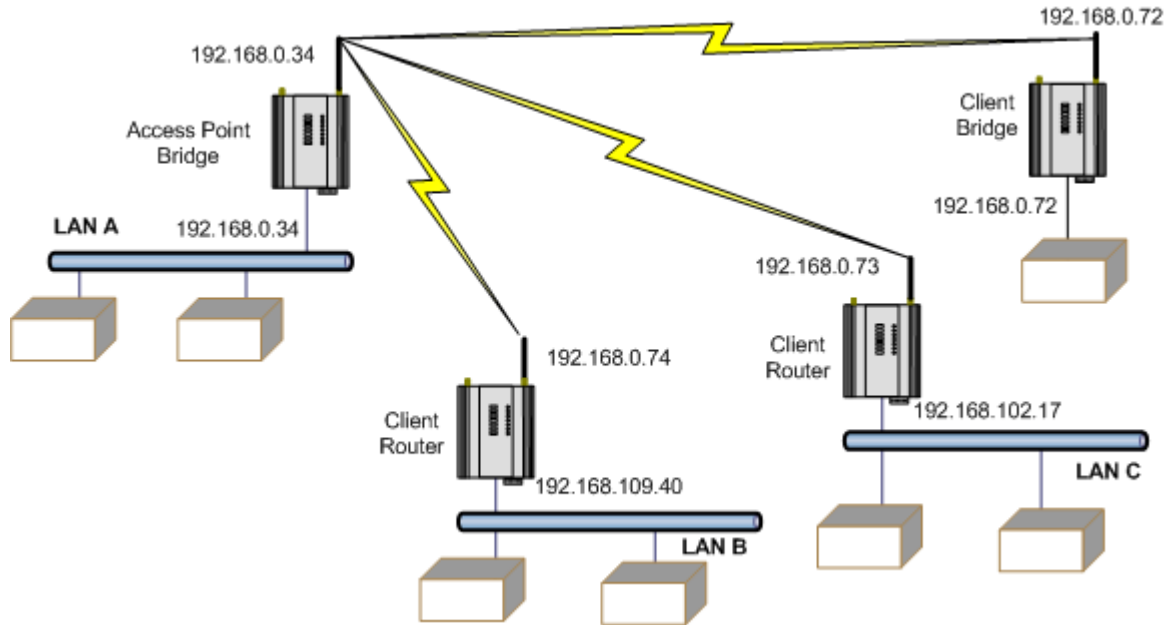 192.168.0.72
192.168.0.34
Access Point
Bridge
Client
Bridge
192.168.0.72
LAN A
192.168.0.34
192.168.0.73
Client
Router
192.168.0.74
192.168.102.17
Client
Router
LAN C
192.168.109.40
LAN B